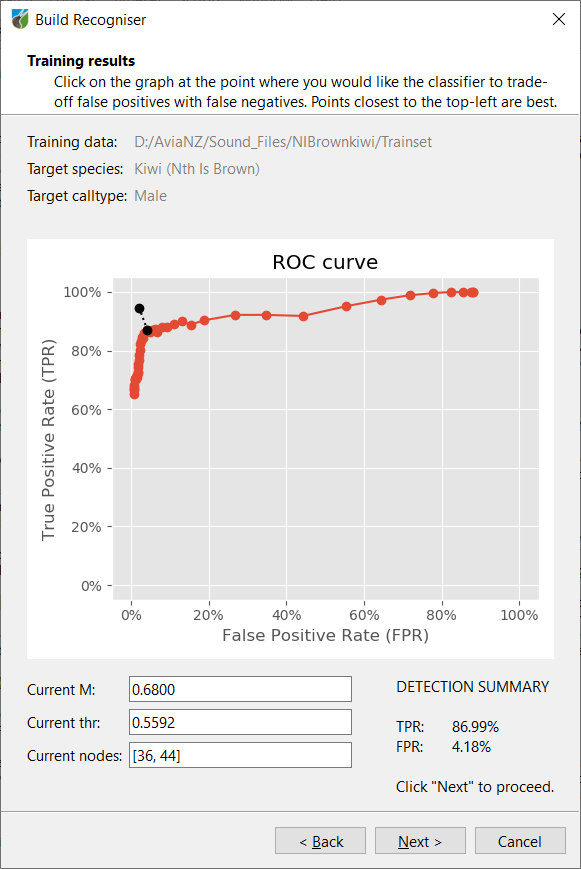 Build Recogniser
Training results
Click on the graph at the point where you would like the classifier to trade-
off false positives with false negatives. Points closest to the top-left are best.
Training data: D:/AviaNZ/Sound_Files/NIBrownkiwi/Trainset
Target species: Kiwi (Nth Is Brown)
Target calltype: Male
ROC curve
100%
80%
60%
40%
20%
0%
True Positive Rate (TPR)
0% 20% 40% 60% 80% 100%
False Positive Rate (FPR)
Current M: 0.6800
Current thr: 0.5592
Current nodes: [36, 44]
DETECTION SUMMARY
TPR: 86.99%
FPR: 4.18%
Click "Next" to proceed.
< Back Next > Cancel